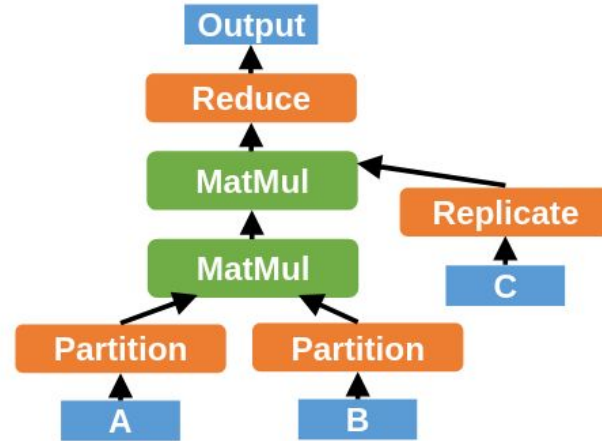 Output
Reduce
MatMul
Replicate
MatMul
C
Partition
Partition
A
B